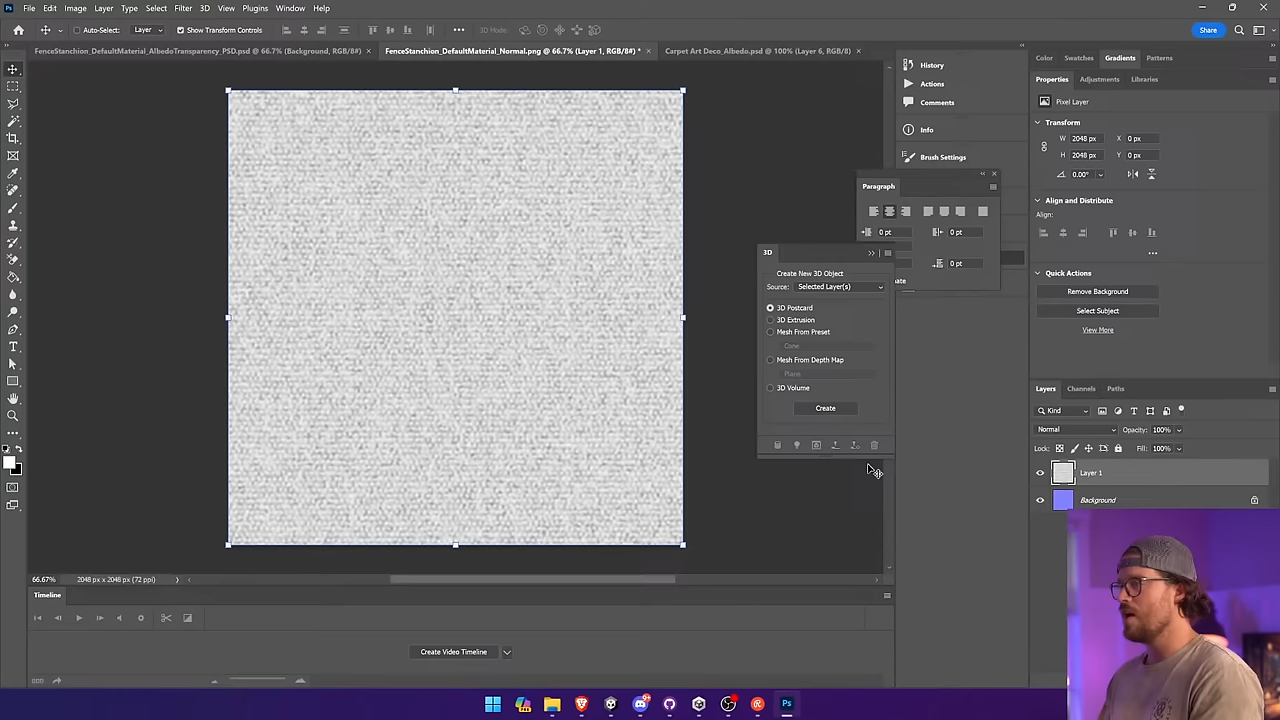 Ps File Edit Image Layer Type Select Filter 3D View Plugins Window Help
Auto-Select: Layer Show Transform Controls 3D Mode: Share
FenceStanchion_DefaultMaterial_AlbedoTransparency_PSD.psd @ 66.7% (Background, RGB/8#) × FenceStanchion_DefaultMaterial_Normal.png @ 66.7% (Layer 1, RGB/8#) * × Carpet Art Deco_Albedo.psd @ 100% (Layer 6, RGB/8) ×
History
Actions
Comments
Info
Brush Settings
Paragraph
0 pt 0 pt
0 pt
ate
3D
Create New 3D Object
Source: Selected Layer(s)
3D Postcard
3D Extrusion
Mesh From Preset
Cone
Mesh From Depth Map
Plane
3D Volume
Create
Color Swatches Gradients Patterns
Properties Adjustments Libraries
Pixel Layer
Transform
W 2048 px X 0 px
H 2048 px Y 0 px
0.00°
Align and Distribute
Align:
Quick Actions
Remove Background
Select Subject
View More
Layers Channels Paths
Kind
Normal Opacity: 100%
Lock: Fill: 100%
Layer 1
Background
66.67% 2048 px x 2048 px (72 ppi)
Timeline
Create Video Timeline
Ps